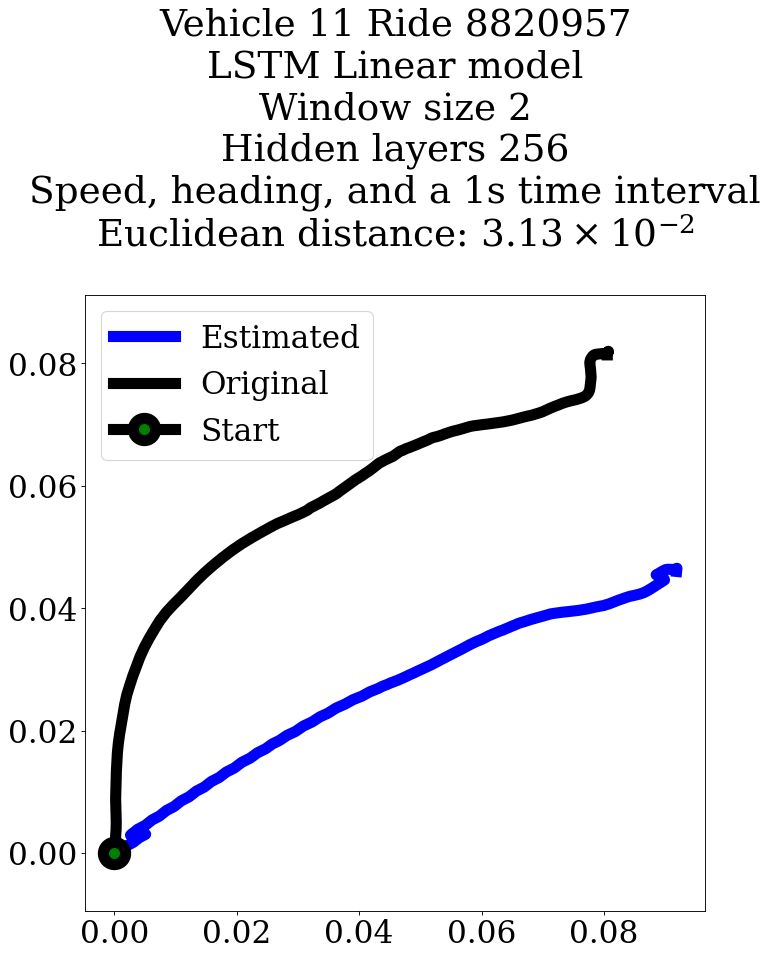 Vehicle 11 Ride 8820957
LSTM Linear model
Window size 2
Hidden layers 256
Speed, heading, and a 1s time interval
Euclidean distance: 3.13 × 10⁻²
Estimated
Original
Start
0.08
0.06
0.04
0.02
0.00
0.00 0.02 0.04 0.06 0.08